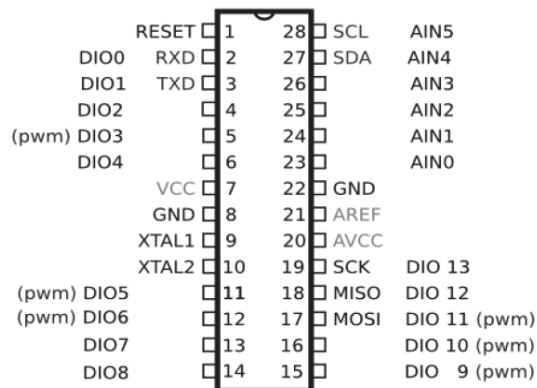 RESET 1 28 SCL AIN5
DIO0 RXD 2 27 SDA AIN4
DIO1 TXD 3 26 AIN3
DIO2 4 25 AIN2
(pwm) DIO3 5 24 AIN1
DIO4 6 23 AIN0
VCC 7 22 GND
GND 8 21 AREF
XTAL1 9 20 AVCC
XTAL2 10 19 SCK DIO 13
(pwm) DIO5 11 18 MISO DIO 12
(pwm) DIO6 12 17 MOSI DIO 11 (pwm)
DIO7 13 16 DIO 10 (pwm)
DIO8 14 15 DIO 9 (pwm)